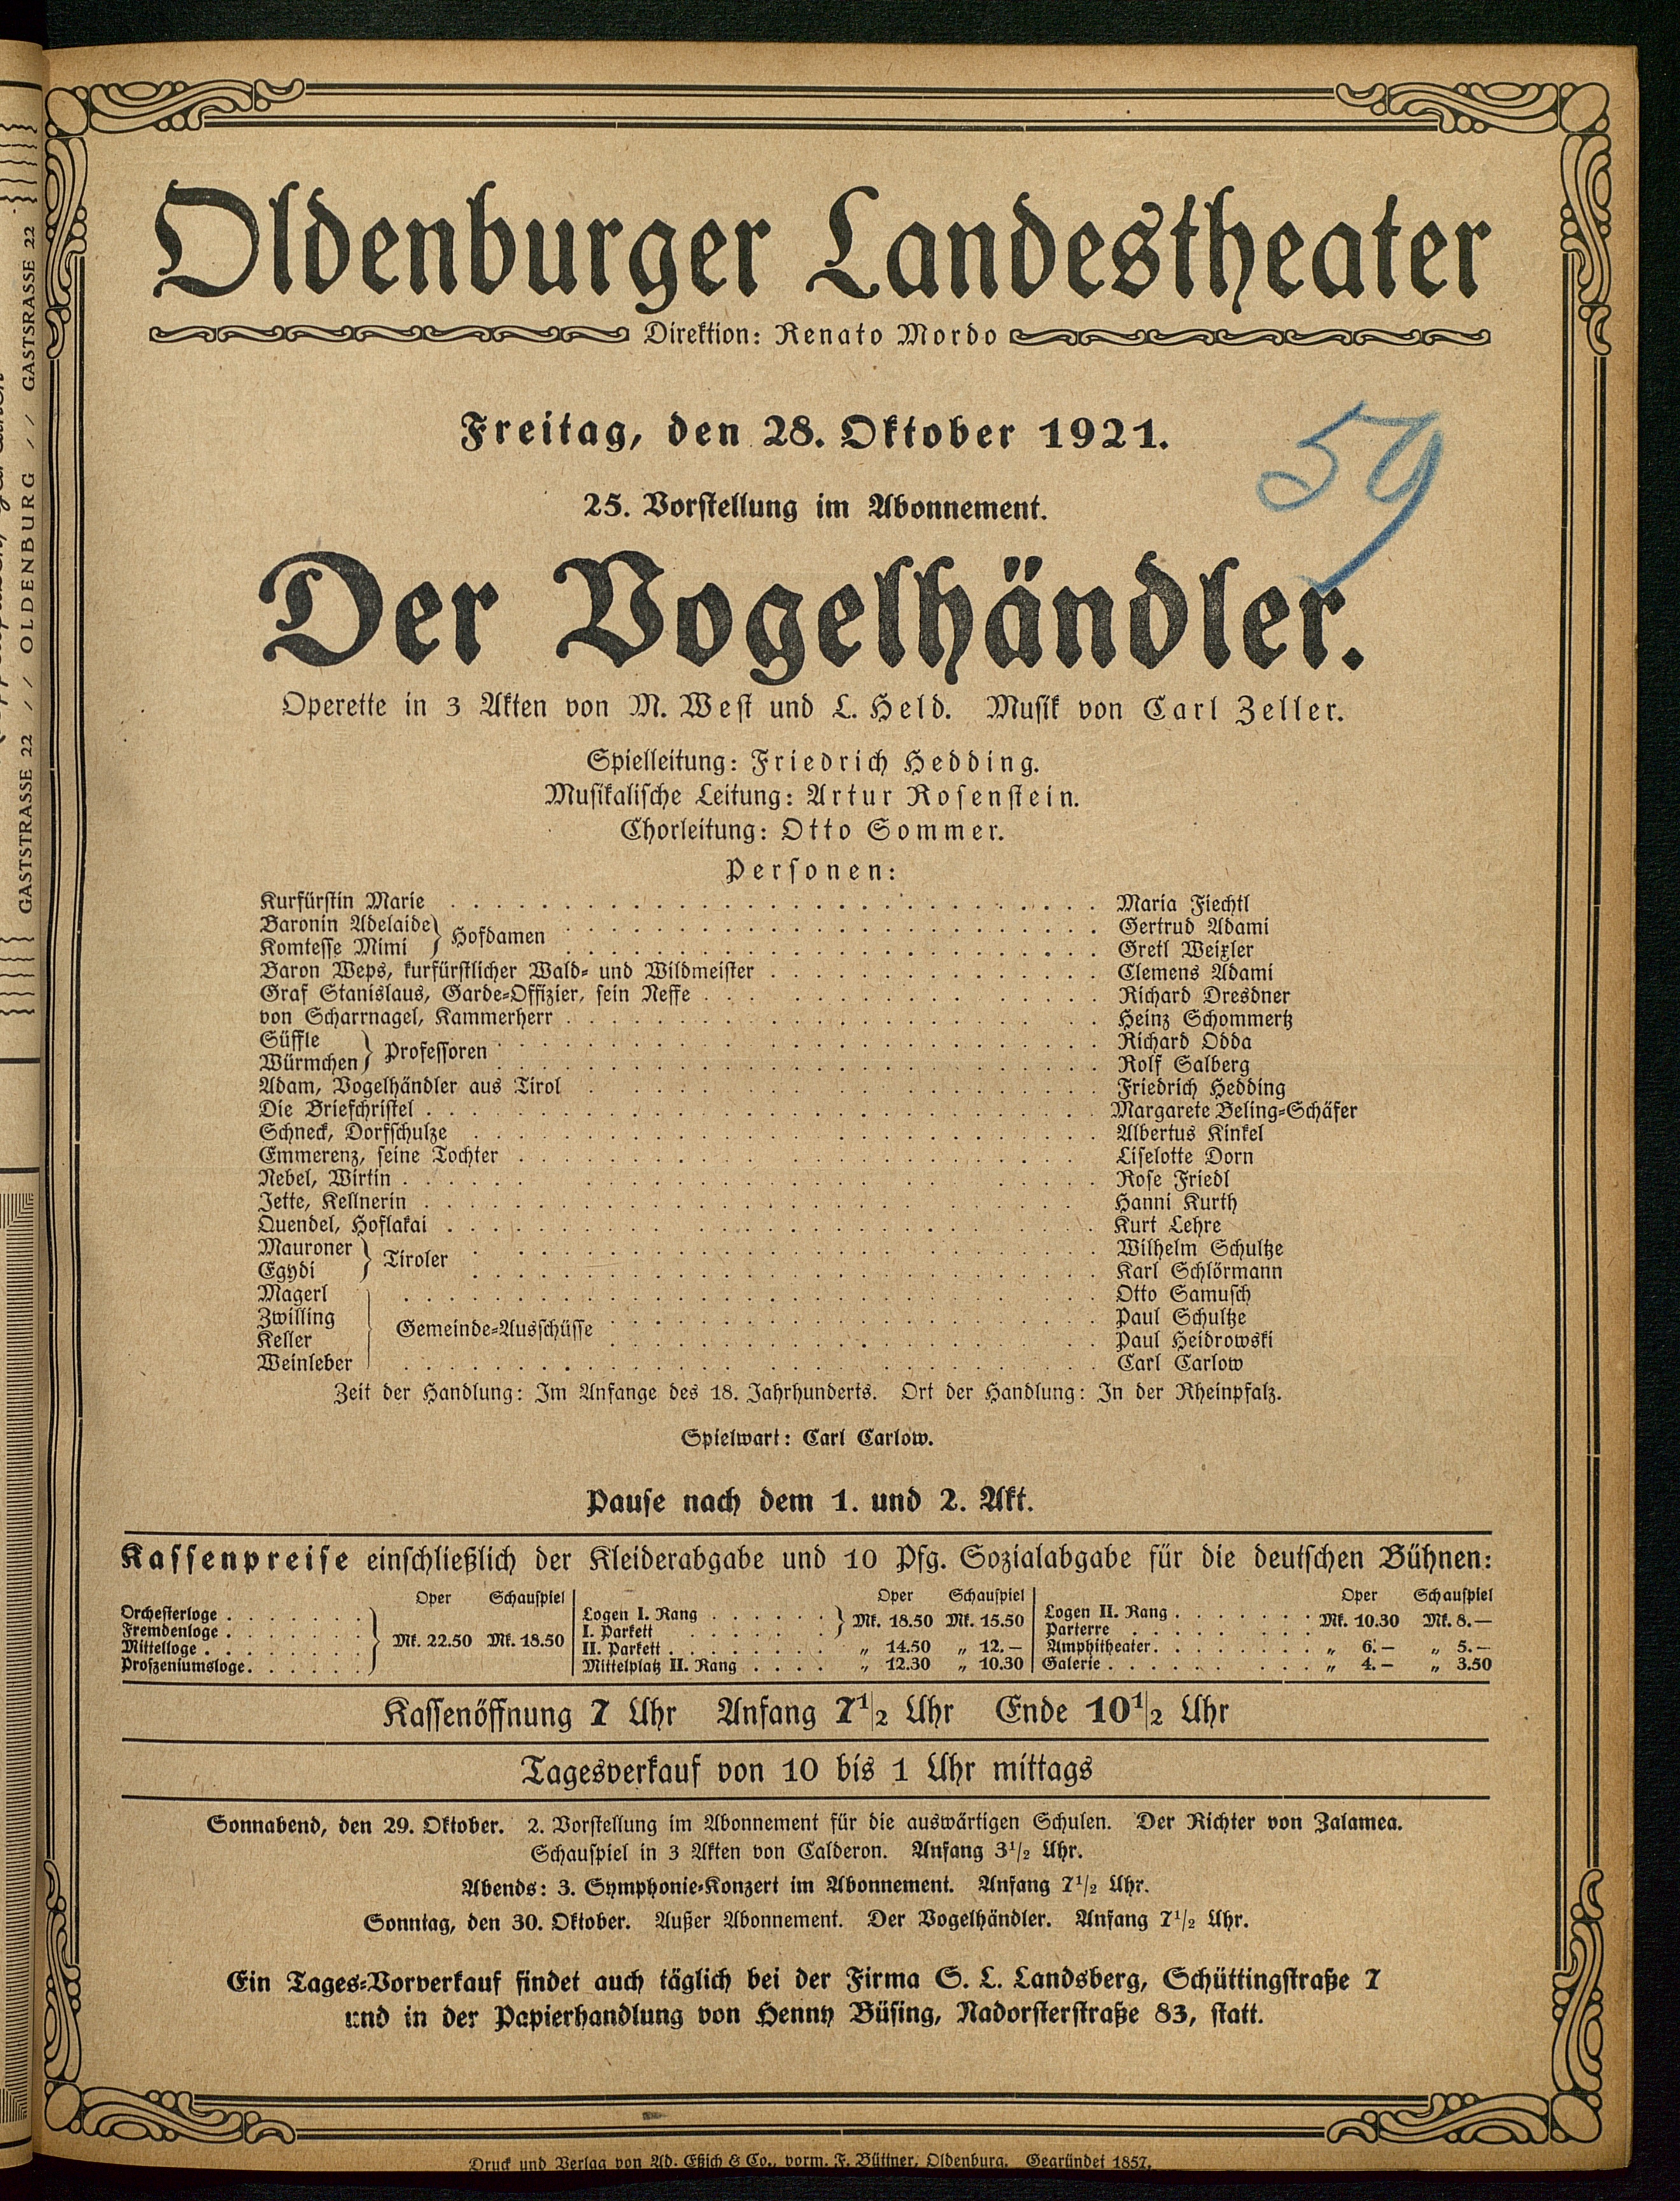 Oldenburger Landestheater
Direktion: Renato Mordo
Freitag, den 28. Oktober 1921.
59
25. Vorstellung im Abonnement.
Der Vogelhändler.
Operette in 3 Akten von M. West und L. Held. Musik von Carl Zeller.
Spielleitung: Friedrich Hedding.
Musikalische Leitung: Artur Rosenstein.
Chorleitung: Otto Sommer.
Personen:
Kurfürstin Marie . . . . Maria Fiechtl
Baronin Adelaide } Hofdamen . . . . Gertrud Adami
Komtesse Mimi } . . . . Gretl Weixler
Baron Weps, kurfürstlicher Wald- und Wildmeister . . . . Clemens Adami
Graf Stanislaus, Garde-Offizier, sein Neffe . . . . Richard Dresdner
von Scharrnagel, Kammerherr . . . . Heinz Schommertz
Süffle } Professoren . . . . Richard Odda
Würmchen } . . . . Rolf Salberg
Adam, Vogelhändler aus Tirol . . . . Friedrich Hedding
Die Briefchristel . . . . Margarete Beling-Schäfer
Schneck, Dorfschulze . . . . Albertus Kinkel
Emmerenz, seine Tochter . . . . Liselotte Dorn
Nebel, Wirtin . . . . Rose Friedl
Jette, Kellnerin . . . . Hanni Kurth
Quendel, Hoflakai . . . . Kurt Lehre
Mauroner } Tiroler . . . . Wilhelm Schultze
Egydi } . . . . Karl Schlörmann
Magerl . . . . Otto Samusch
Zwilling Gemeinde-Ausschüsse . . . . Paul Schultze
Keller . . . . Paul Heidrowski
Weinleber . . . . Carl Carlow
Zeit der Handlung: Im Anfange des 18. Jahrhunderts. Ort der Handlung: In der Rheinpfalz.
Spielwart: Carl Carlow.
Pause nach dem 1. und 2. Akt.
Kassenpreise einschließlich der Kleiderabgabe und 10 Pfg. Sozialabgabe für die deutschen Bühnen:
Oper Schauspiel
Orchesterloge
Fremdenloge
Mittelloge
Proszeniumsloge
Mk. 22.50 Mk. 18.50
Oper Schauspiel
Logen I. Rang
I. Parkett
Mk. 18.50 Mk. 15.50
II. Parkett „ 14.50 „ 12.–
Mittelplatz II. Rang „ 12.30 „ 10.30
Oper Schauspiel
Logen II. Rang
Parterre
Mk. 10.30 Mk. 8.—
Amphitheater „ 6.– „ 5.–
Galerie „ 4.– „ 3.50
Kassenöffnung 7 Uhr Anfang 7 1/2 Uhr Ende 10 1/2 Uhr
Tagesverkauf von 10 bis 1 Uhr mittags
Sonnabend, den 29. Oktober. 2. Vorstellung im Abonnement für die auswärtigen Schulen. Der Richter von Zalamea.
Schauspiel in 3 Akten von Calderon. Anfang 3 1/2 Uhr.
Abends: 3. Symphonie-Konzert im Abonnement. Anfang 7 1/2 Uhr.
Sonntag, den 30. Oktober. Außer Abonnement. Der Vogelhändler. Anfang 7 1/2 Uhr.
Ein Tages-Vorverkauf findet auch täglich bei der Firma S. L. Landsberg, Schüttingstraße 7
und in der Papierhandlung von Henny Büsing, Nadorsterstraße 83, statt.
Druck und Verlag von Ad. Eßich & Co., vorm. F. Büttner, Oldenburg. Gegründet 1857.
GASTSTRASSE 22 // OLDENBURG // GASTSRASSE 22